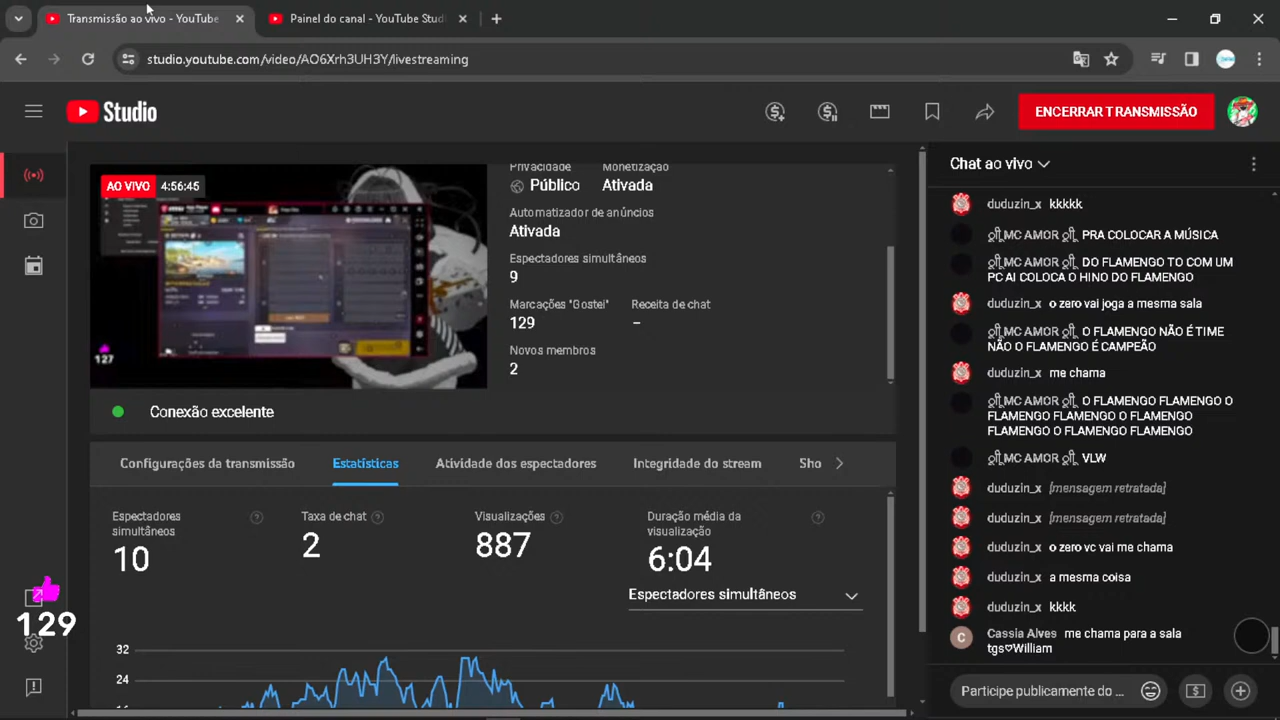 Transmissão ao vivo - YouTube
Painel do canal - YouTube Studi
studio.youtube.com/video/AO6Xrh3UH3Y/livestreaming
Studio
ENCERRAR TRANSMISSÃO
AO VIVO 4:56:45
127
Privacidade
Público
Monetização
Ativada
Automatizador de anúncios
Ativada
Espectadores simultâneos
9
Marcações "Gostei"
129
Receita de chat
–
Novos membros
2
Conexão excelente
Configurações da transmissão
Estatísticas
Atividade dos espectadores
Integridade do stream
Sho
Espectadores
simultâneos
10
Taxa de chat
2
Visualizações
887
Duração média da
visualização
6:04
Espectadores simultâneos
32
24
16
129
Chat ao vivo
duduzin_x kkkkk
MC AMOR PRA COLOCAR A MÚSICA
DO FLAMENGO TO COM UM
PC AI COLOCA O HINO DO FLAMENGO
duduzin_x o zero vai joga a mesma sala
MC AMOR O FLAMENGO NÃO É TIME
NÃO O FLAMENGO É CAMPEÃO
duduzin_x me chama
MC AMOR O FLAMENGO FLAMENGO O
FLAMENGO FLAMENGO O FLAMENGO
FLAMENGO O FLAMENGO FLAMENGO
MC AMOR VLW
duduzin_x [mensagem retratada]
duduzin_x [mensagem retratada]
duduzin_x o zero vc vai me chama
duduzin_x a mesma coisa
duduzin_x kkkk
C
Cassia Alves me chama para a sala
tgs♡William
Participe publicamente do ...